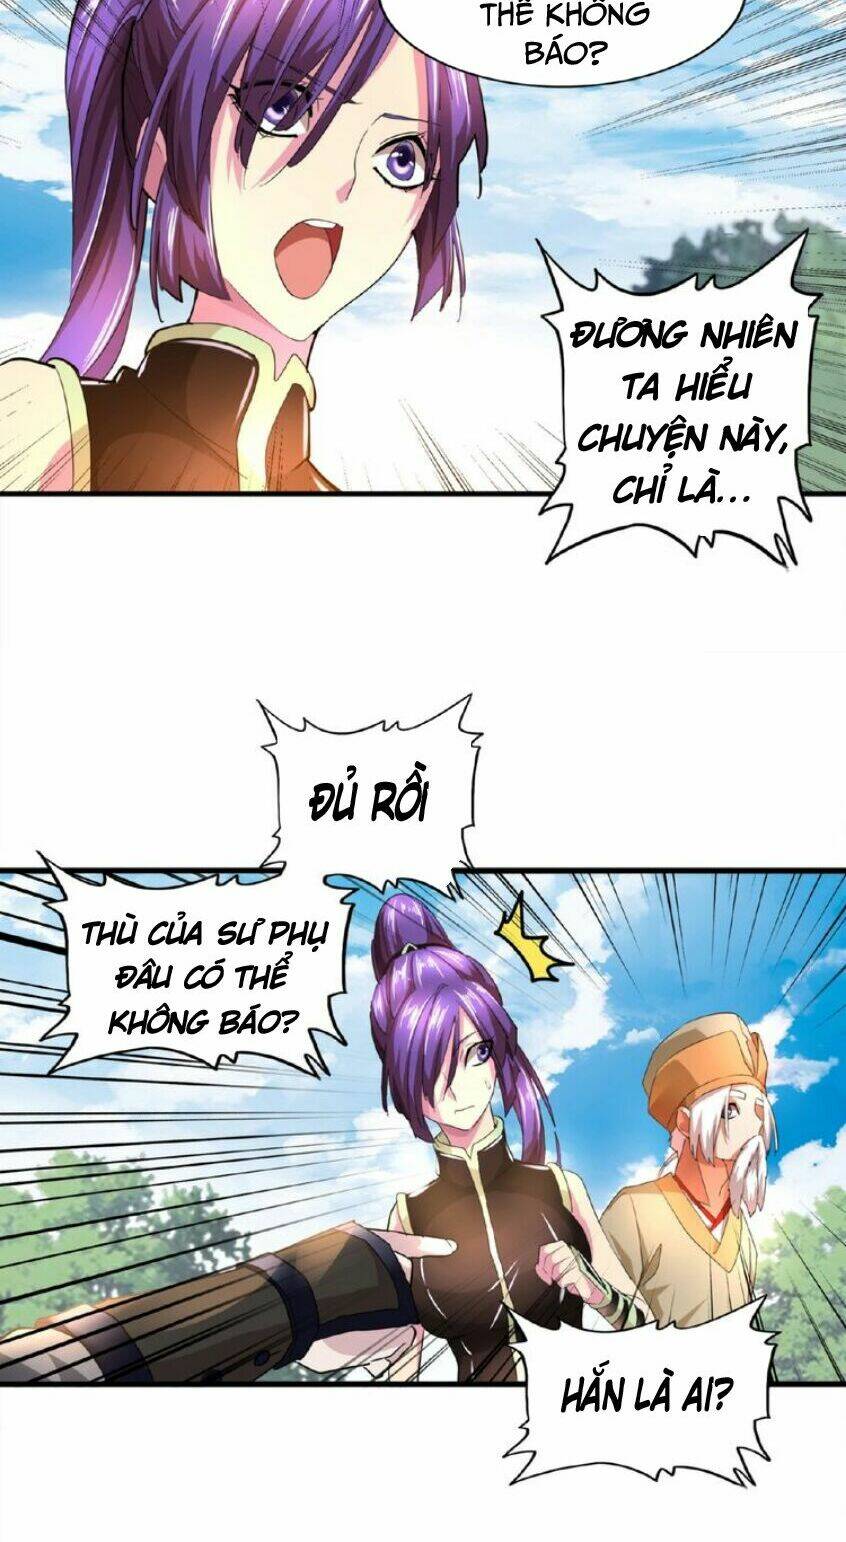 THỂ KHÔNG
BÁO?
ĐƯƠNG NHIÊN
TA HIỂU
CHUYỆN NÀY,
CHỈ LÀ...
ĐỦ RỒI
THÙ CỦA SƯ PHỤ
ĐÂU CÓ THỂ
KHÔNG BÁO?
HẮN LÀ AI?